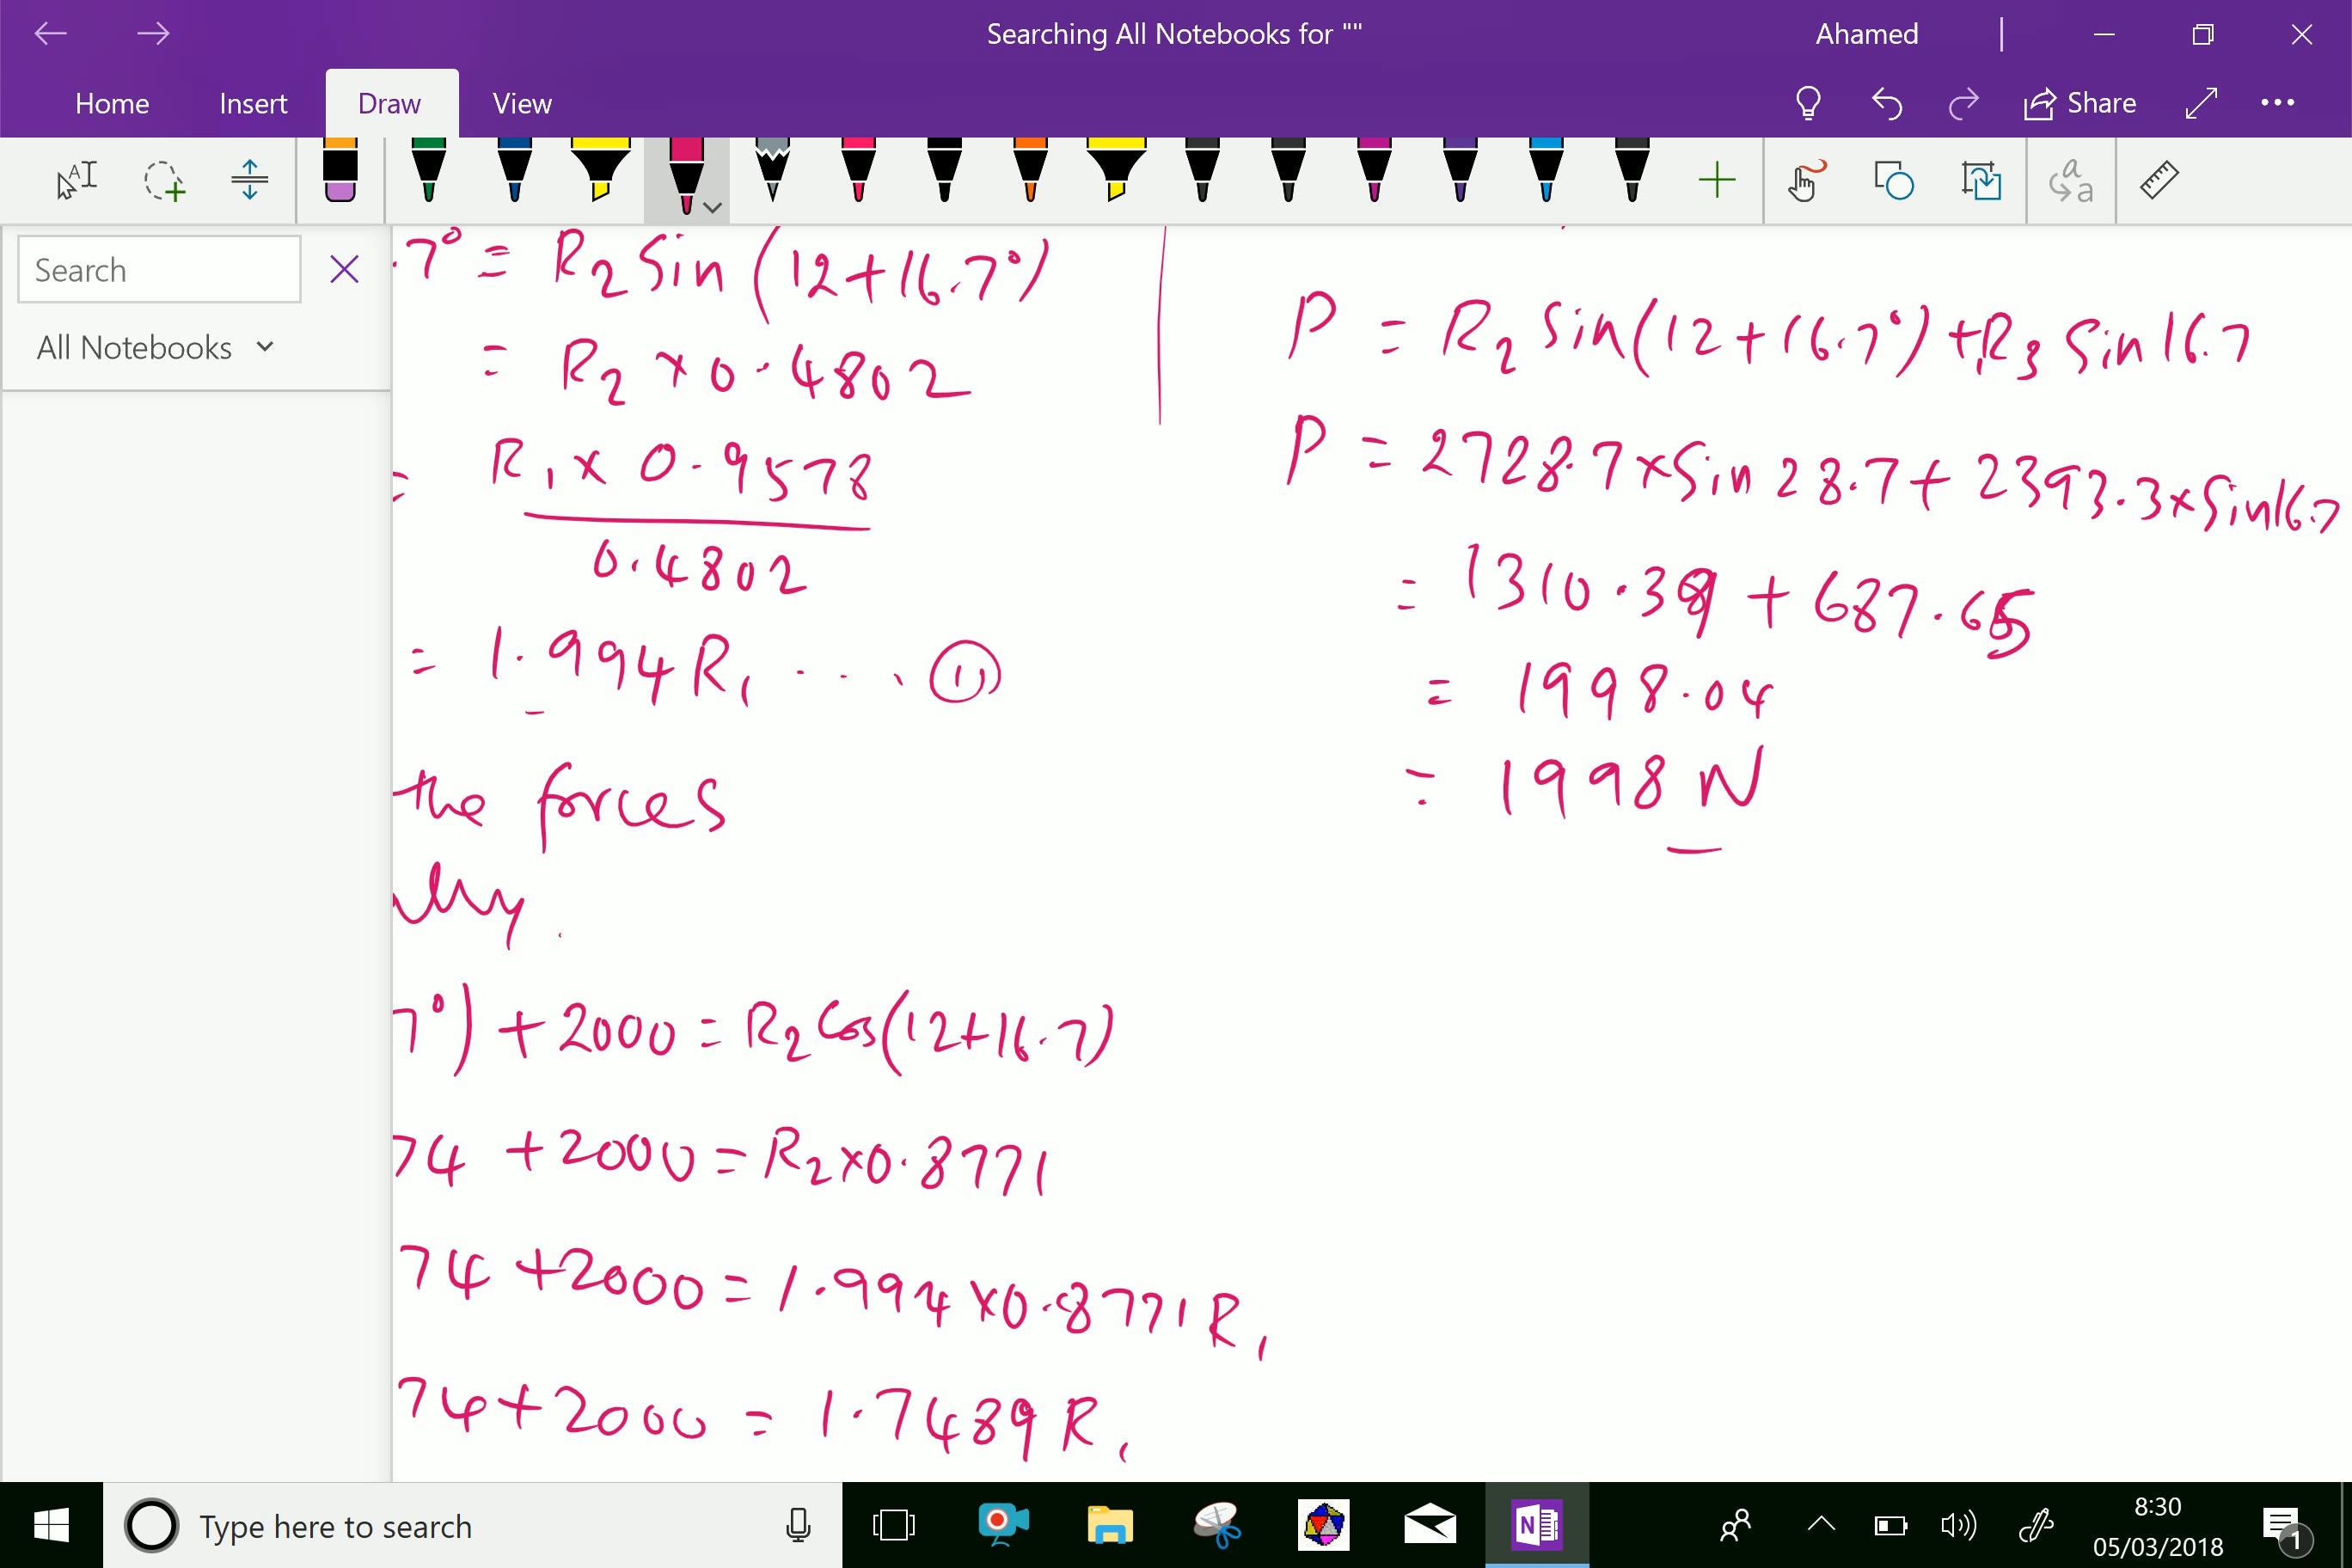 Searching All Notebooks for ""
Ahamed
Home Insert Draw View
Share
Search
All Notebooks
.7° = R2 Sin (12+16.7°)
= R2 × 0.4802
= R1 × 0.9578
0.4802
= 1.994 R1 .... ①
the forces
7°) + 2000 = R2 Cos(12+16.7)
74 + 2000 = R2×0.8771
74 +2000 = 1.994 ×0.8771 R1
74+2000 = 1.7489 R1
P = R2 Sin(12+16.7°) + R3 Sin 16.7
P = 2728.7 × Sin 28.7 + 2393.3 × Sin16.7
= 1310.39 + 687.65
= 1998.04
= 1998 N
Type here to search
N
8:30
05/03/2018
1